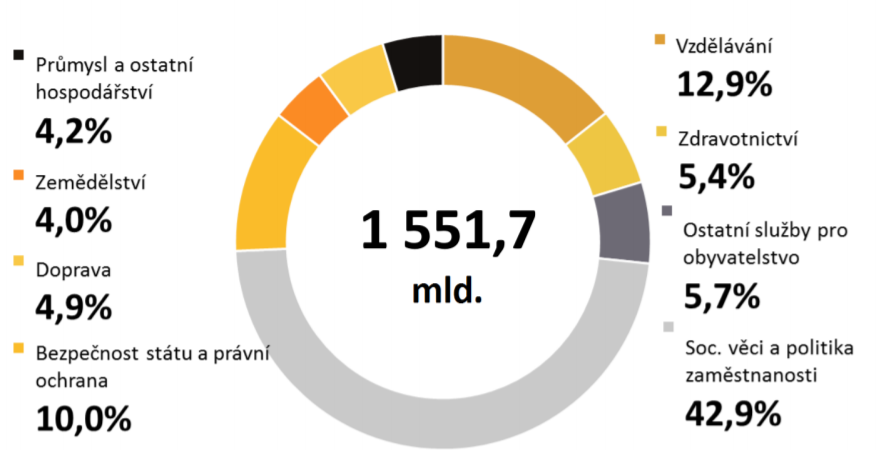 Průmysl a ostatní
hospodářství
4,2%
Zemědělství
4,0%
Doprava
4,9%
Bezpečnost státu a právní
ochrana
10,0%
1 551,7
mld.
Vzdělávání
12,9%
Zdravotnictví
5,4%
Ostatní služby pro
obyvatelstvo
5,7%
Soc. věci a politika
zaměstnanosti
42,9%